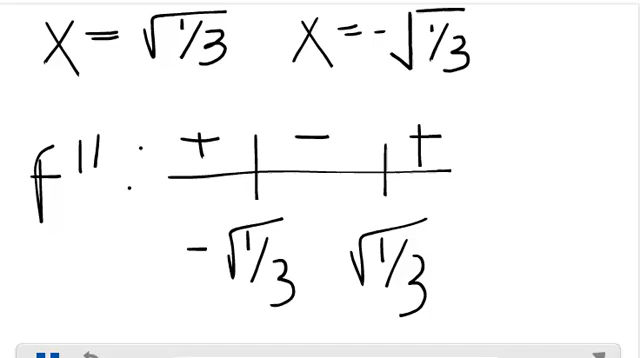 x = √1/3 x = -√1/3
f'' : + | - | +
-√1/3 √1/3